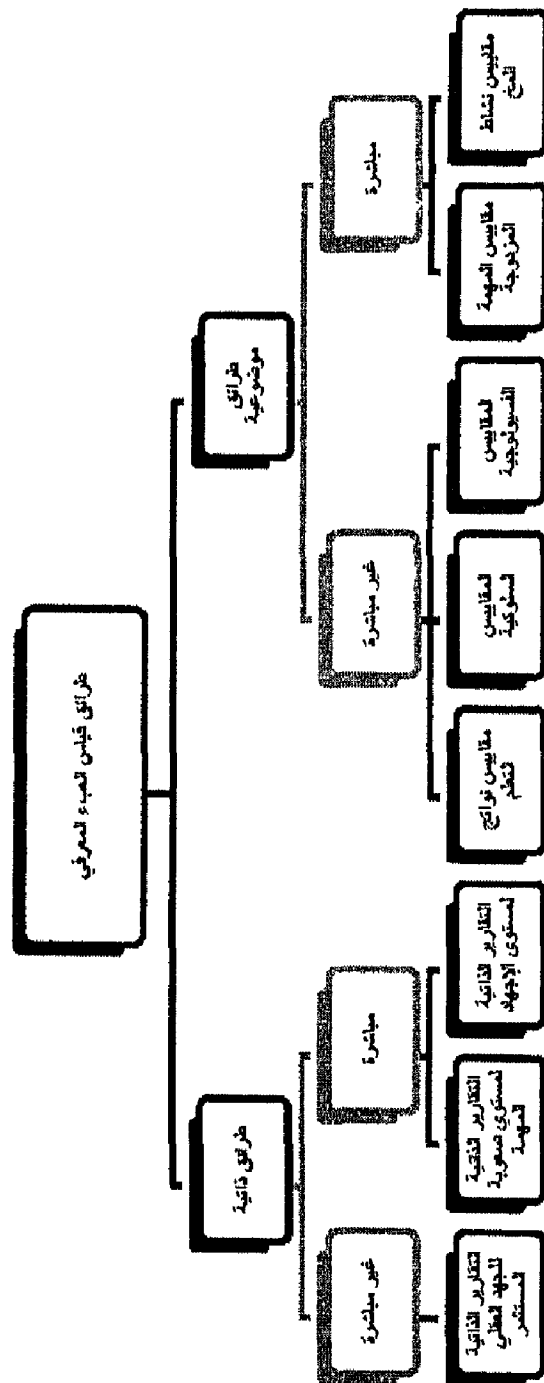 طرائق قياس العبء المعرفي
طرائق
موضوعية
طرائق ذاتية
مباشرة
غير مباشرة
مباشرة
غير مباشرة
مقاييس نشاط
المخ
مقاييس المهمة
المزدوجة
المقاييس
الفسيولوجية
المقاييس
السلوكية
مقاييس نواتج
التعلم
التقارير الذاتية
لمستوى الإجهاد
التقارير الذاتية
لمستوي صعوبة
المهمة
التقارير الذاتية
للجهد العقلي
المستثمر